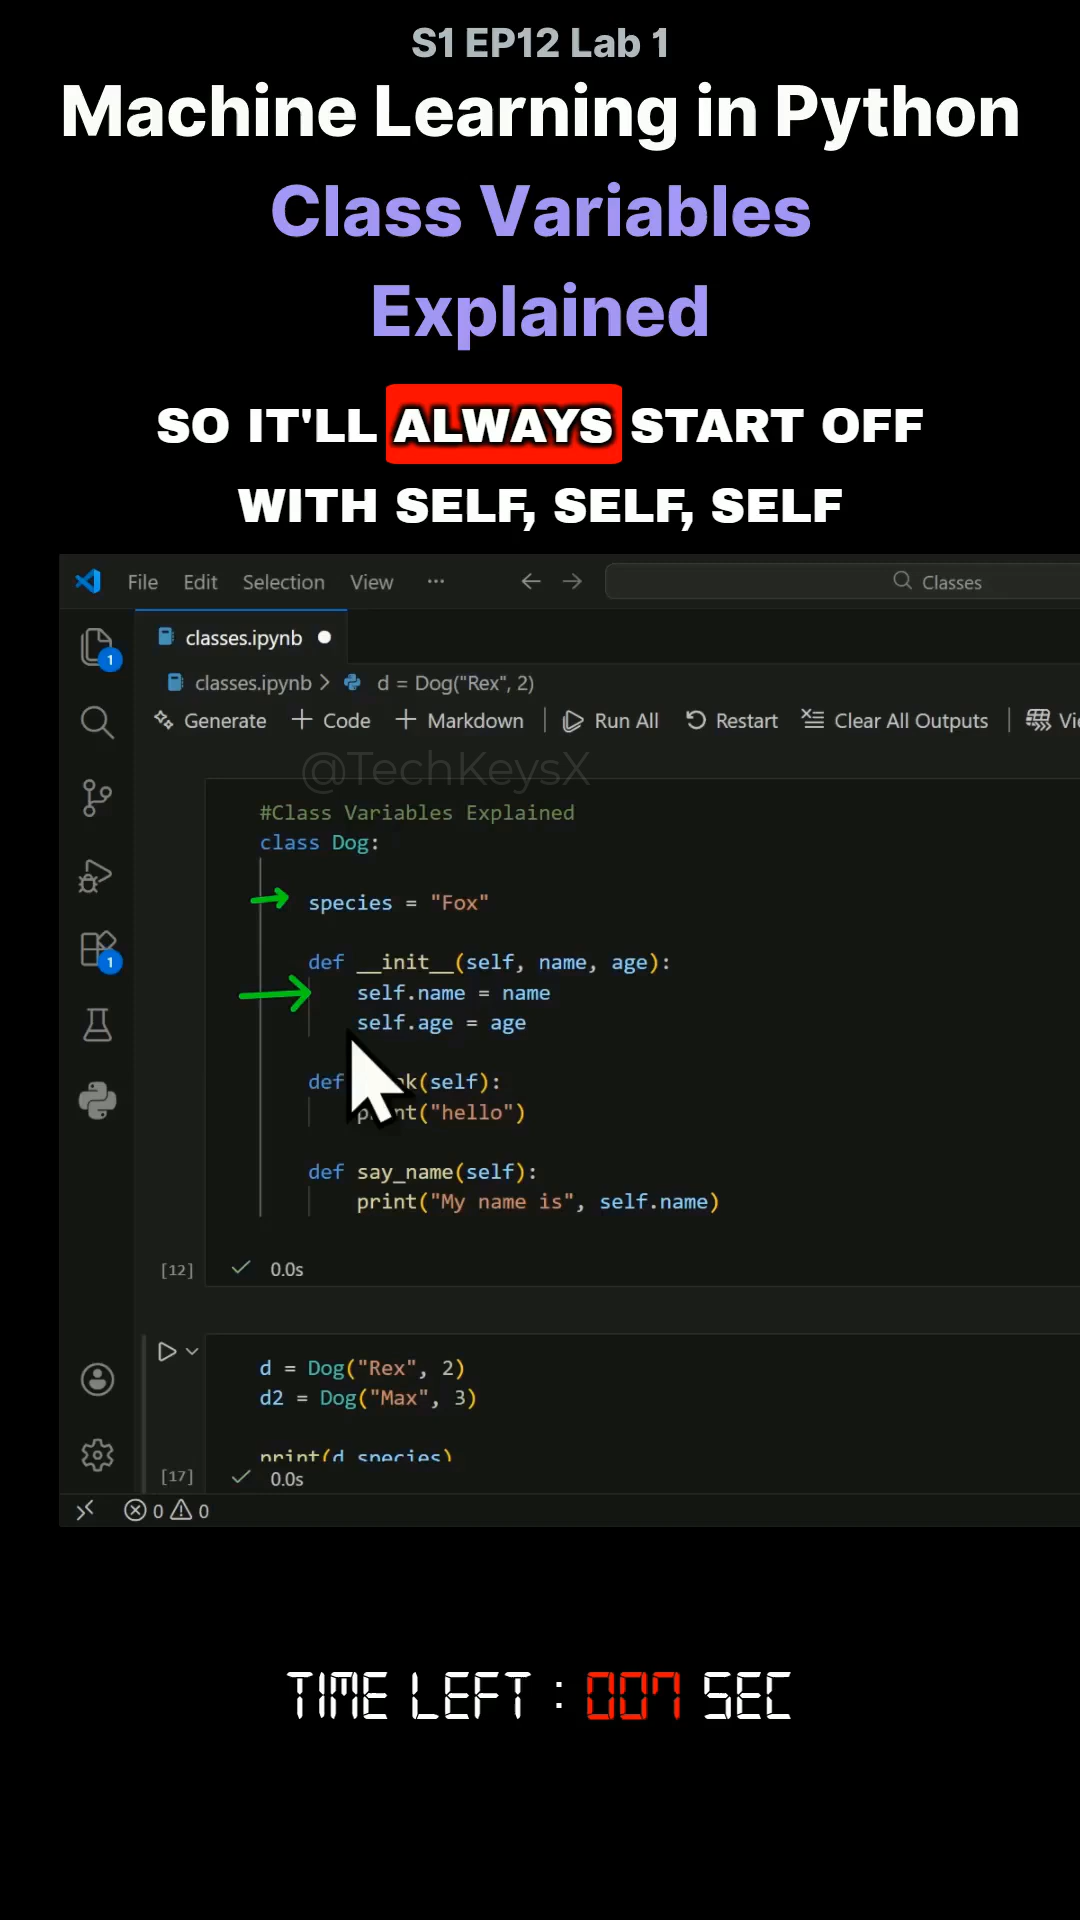 S1 EP12 Lab 1
Machine Learning in Python
Class Variables
Explained
SO IT'LL ALWAYS START OFF
WITH SELF, SELF, SELF
File Edit Selection View ··· Classes
classes.ipynb
1
classes.ipynb > d = Dog("Rex", 2)
Generate + Code + Markdown Run All Restart Clear All Outputs
@TechKeysX
#Class Variables Explained
class Dog:
species = "Fox"
1
def __init__(self, name, age):
self.name = name
self.age = age
def (self):
("hello")
def say_name(self):
print("My name is", self.name)
[12] 0.0s
d = Dog("Rex", 2)
d2 = Dog("Max", 3)
print(d.species)
[17] 0.0s
0 0
TIME LEFT : 007 SEC